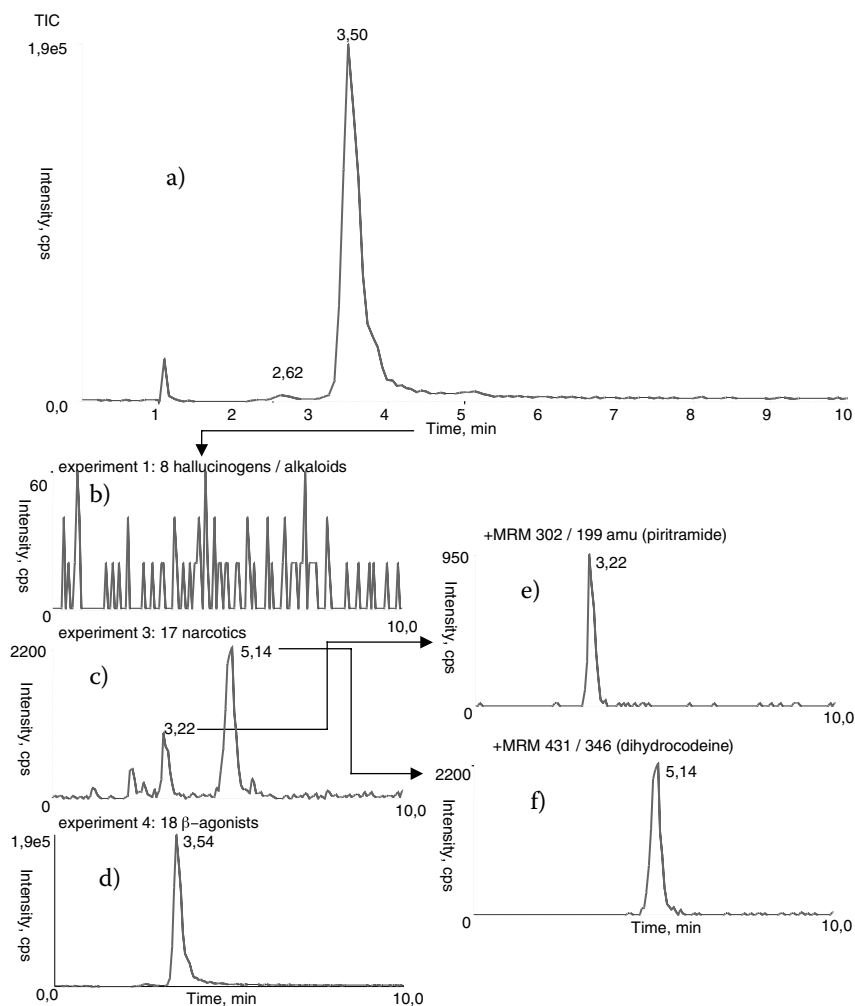 TIC
1,9e5
3,50
a)
Intensity, cps
2,62
0,0
1 2 3 4 5 6 7 8 9 10
Time, min
experiment 1: 8 hallucinogens / alkaloids
60
b)
Intensity, cps
0
10,0
experiment 3: 17 narcotics
2200
5,14
c)
3,22
Intensity, cps
0
10,0
experiment 4: 18 β–agonists
1,9e5
3,54
d)
Intensity, cps
0,0
Time, min
10,0
+MRM 302 / 199 amu (piritramide)
950
3,22
e)
Intensity, cps
0
10,0
+MRM 431 / 346 (dihydrocodeine)
2200
5,14
f)
Intensity, cps
0
Time, min
10,0